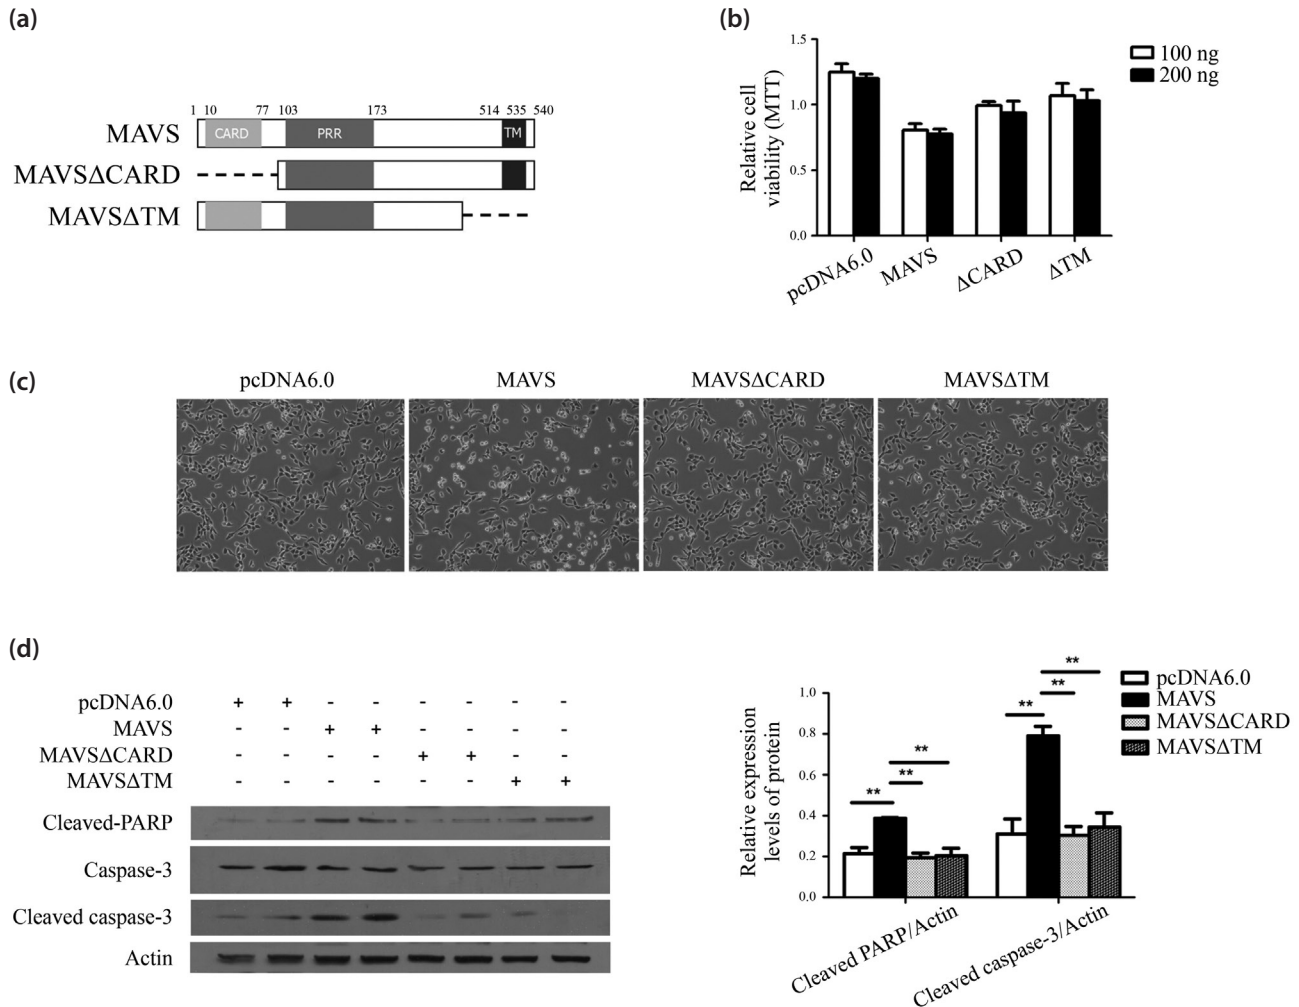 (a)
1 10 77 103 173 514 535 540
MAVS CARD PRR TM
MAVSΔCARD
MAVSΔTM
(b)
Relative cell
viability (MTT)
1.5
1.0
0.5
0.0
pcDNA6.0 MAVS ΔCARD ΔTM
100 ng
200 ng
(c)
pcDNA6.0 MAVS MAVSΔCARD MAVSΔTM
(d)
pcDNA6.0 + + - - - - - -
MAVS - - + + - - - -
MAVSΔCARD - - - - + + - -
MAVSΔTM - - - - - - + +
Cleaved-PARP
Caspase-3
Cleaved caspase-3
Actin
Relative expression
levels of protein
1.0
0.8
0.6
0.4
0.2
0.0
** ** **
** ** **
Cleaved PARP/Actin Cleaved caspase-3/Actin
pcDNA6.0
MAVS
MAVSΔCARD
MAVSΔTM